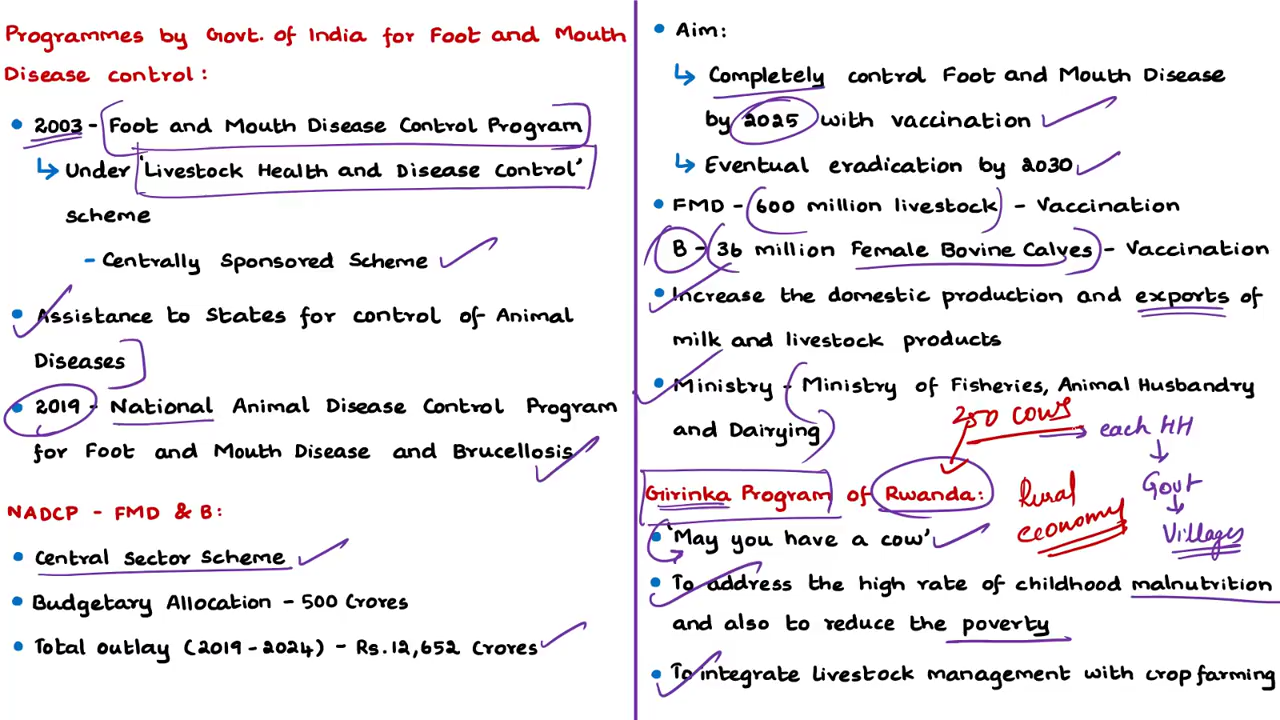 Programmes by Govt. of India for Foot and Mouth
Disease control:
2003 - Foot and Mouth Disease Control Program
Under 'Livestock Health and Disease Control'
scheme
- Centrally Sponsored Scheme
Assistance to States for control of Animal
Diseases
2019 - National Animal Disease Control Program
for Foot and Mouth Disease and Brucellosis
NADCP - FMD & B:
Central Sector Scheme
Budgetary Allocation - 500 Crores
Total outlay (2019-2024) - Rs.12,652 Crores
Aim:
Completely control Foot and Mouth Disease
by 2025 with vaccination
Eventual eradication by 2030
FMD - 600 million livestock - Vaccination
B - 36 million Female Bovine Calves - Vaccination
Increase the domestic production and exports of
milk and livestock products
Ministry - Ministry of Fisheries, Animal Husbandry
and Dairying
250 cows
each HH
Govt
Villages
Girinka Program of Rwanda:
Rural
economy
'May you have a cow'
To address the high rate of childhood malnutrition
and also to reduce the poverty
To integrate livestock management with crop farming